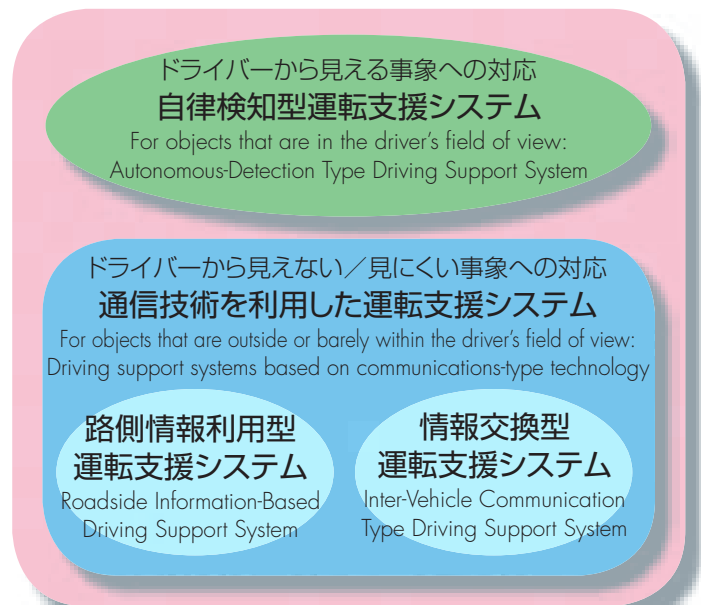 ドライバーから見える事象への対応
自律検知型運転支援システム
For objects that are in the driver's field of view:
Autonomous-Detection Type Driving Support System
ドライバーから見えない／見にくい事象への対応
通信技術を利用した運転支援システム
For objects that are outside or barely within the driver's field of view:
Driving support systems based on communications-type technology
路側情報利用型
運転支援システム
Roadside Information-Based
Driving Support System
情報交換型
運転支援システム
Inter-Vehicle Communication
Type Driving Support System